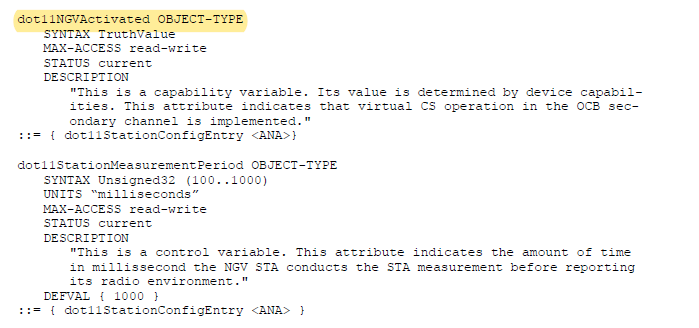 dot11NGVActivated OBJECT-TYPE
SYNTAX TruthValue
MAX-ACCESS read-write
STATUS current
DESCRIPTION
"This is a capability variable. Its value is determined by device capabil-
ities. This attribute indicates that virtual CS operation in the OCB sec-
ondary channel is implemented."
::= { dot11StationConfigEntry <ANA>}
dot11StationMeasurementPeriod OBJECT-TYPE
SYNTAX Unsigned32 (100..1000)
UNITS “milliseconds”
MAX-ACCESS read-write
STATUS current
DESCRIPTION
"This is a control variable. This attribute indicates the amount of time
in millissecond the NGV STA conducts the STA measurement before reporting
its radio environment."
DEFVAL { 1000 }
::= { dot11StationConfigEntry <ANA> }